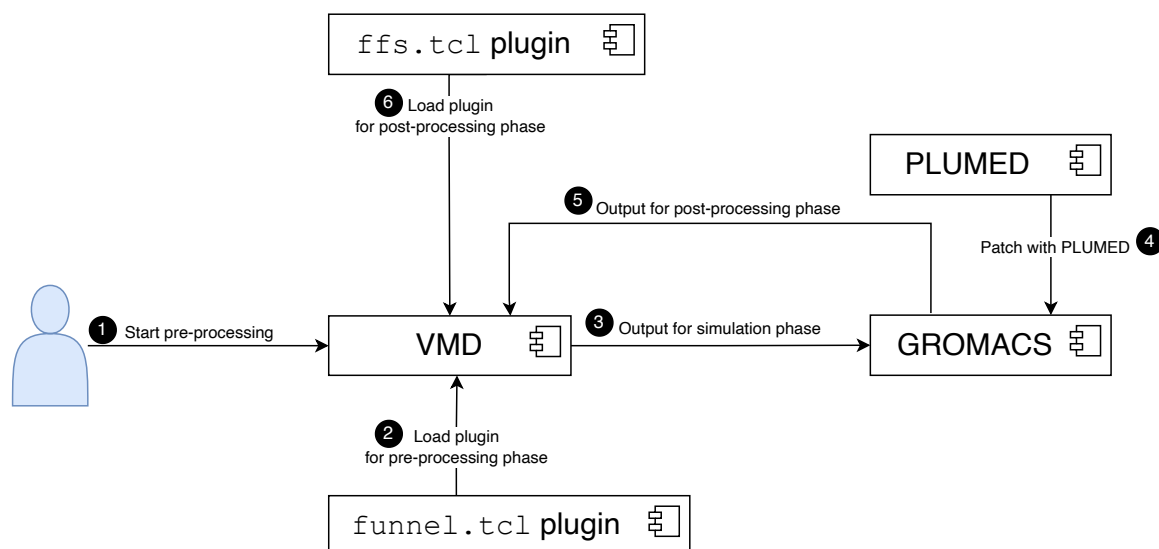 ffs.tcl plugin
6 Load plugin
for post-processing phase
PLUMED
5 Output for post-processing phase
Patch with PLUMED 4
1 Start pre-processing
VMD
3 Output for simulation phase
GROMACS
2 Load plugin
for pre-processing phase
funnel.tcl plugin